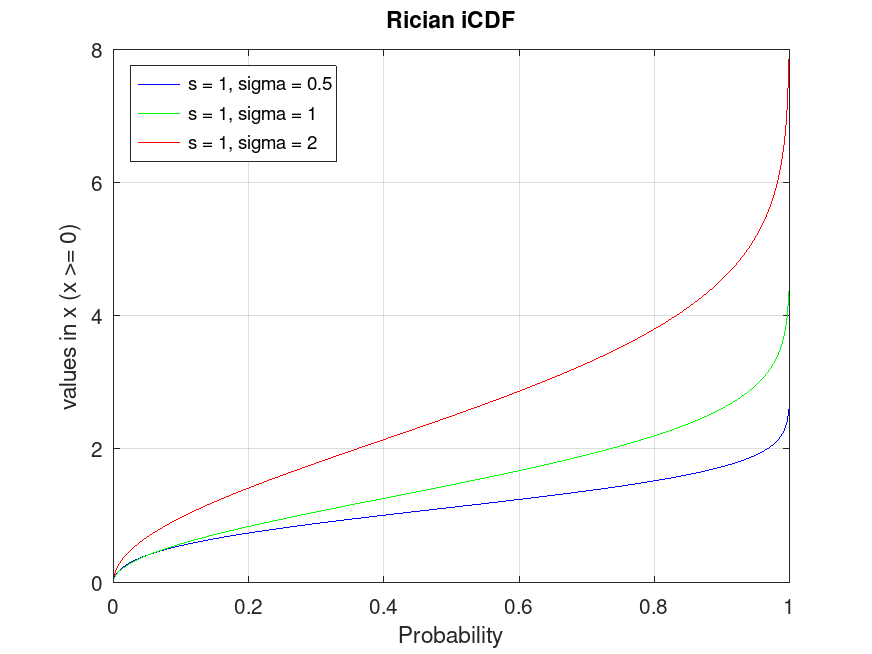 Rician iCDF
8
s = 1, sigma = 0.5
s = 1, sigma = 1
s = 1, sigma = 2
6
4
2
0
values in x (x >= 0)
0 0.2 0.4 0.6 0.8 1
Probability